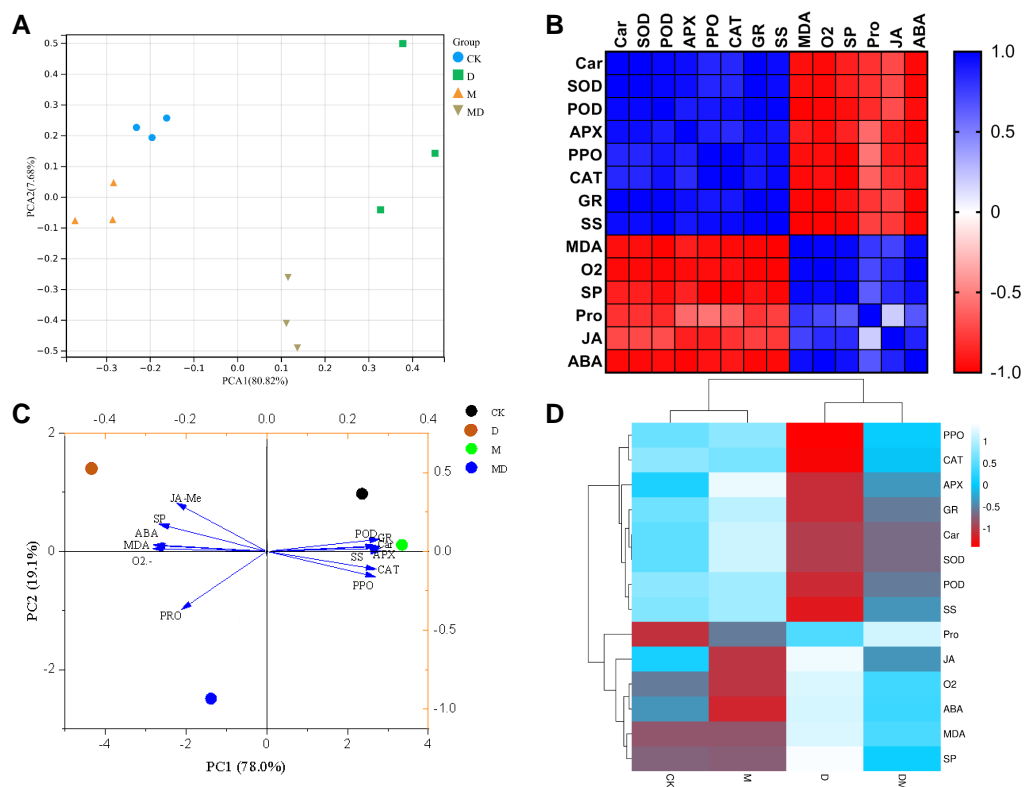 A
0.5
0.4
0.3
0.2
0.1
0.0
−0.1
−0.2
−0.3
−0.4
−0.5
PCA2(7.68%)
−0.3
−0.2
−0.1
0.0
0.1
0.2
0.3
0.4
PCA1(80.82%)
Group
CK
D
M
MD
B
Car
SOD
POD
APX
PPO
CAT
GR
SS
MDA
O2
SP
Pro
JA
ABA
Car
SOD
POD
APX
PPO
CAT
GR
SS
MDA
O2
SP
Pro
JA
ABA
1.0
0.5
0
-0.5
-1.0
C
-0.4
-0.2
0.0
0.2
0.4
2
0
-2
PC2 (19.1%)
0.5
0.0
-0.5
-1.0
-4
-2
0
2
4
PC1 (78.0%)
JA-Me
SP
ABA
MDA
O2.-
PRO
POD
GR
Car
SS
APX
CAT
PPO
CK
D
M
MD
D
PPO
CAT
APX
GR
Car
SOD
POD
SS
Pro
JA
O2
ABA
MDA
SP
CK
M
D
1
0.5
0
-0.5
-1